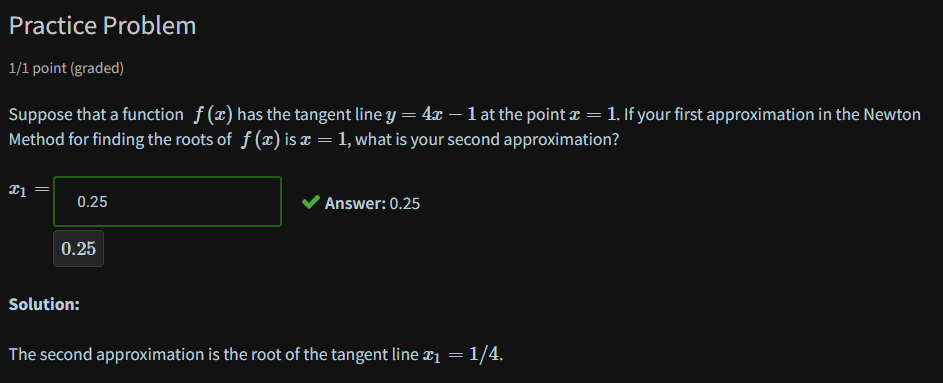 Practice Problem
1/1 point (graded)
Suppose that a function f (x) has the tangent line y = 4x − 1 at the point x = 1. If your first approximation in the Newton
Method for finding the roots of f (x) is x = 1, what is your second approximation?
x₁ = 0.25 ✔ Answer: 0.25
0.25
Solution:
The second approximation is the root of the tangent line x₁ = 1/4.